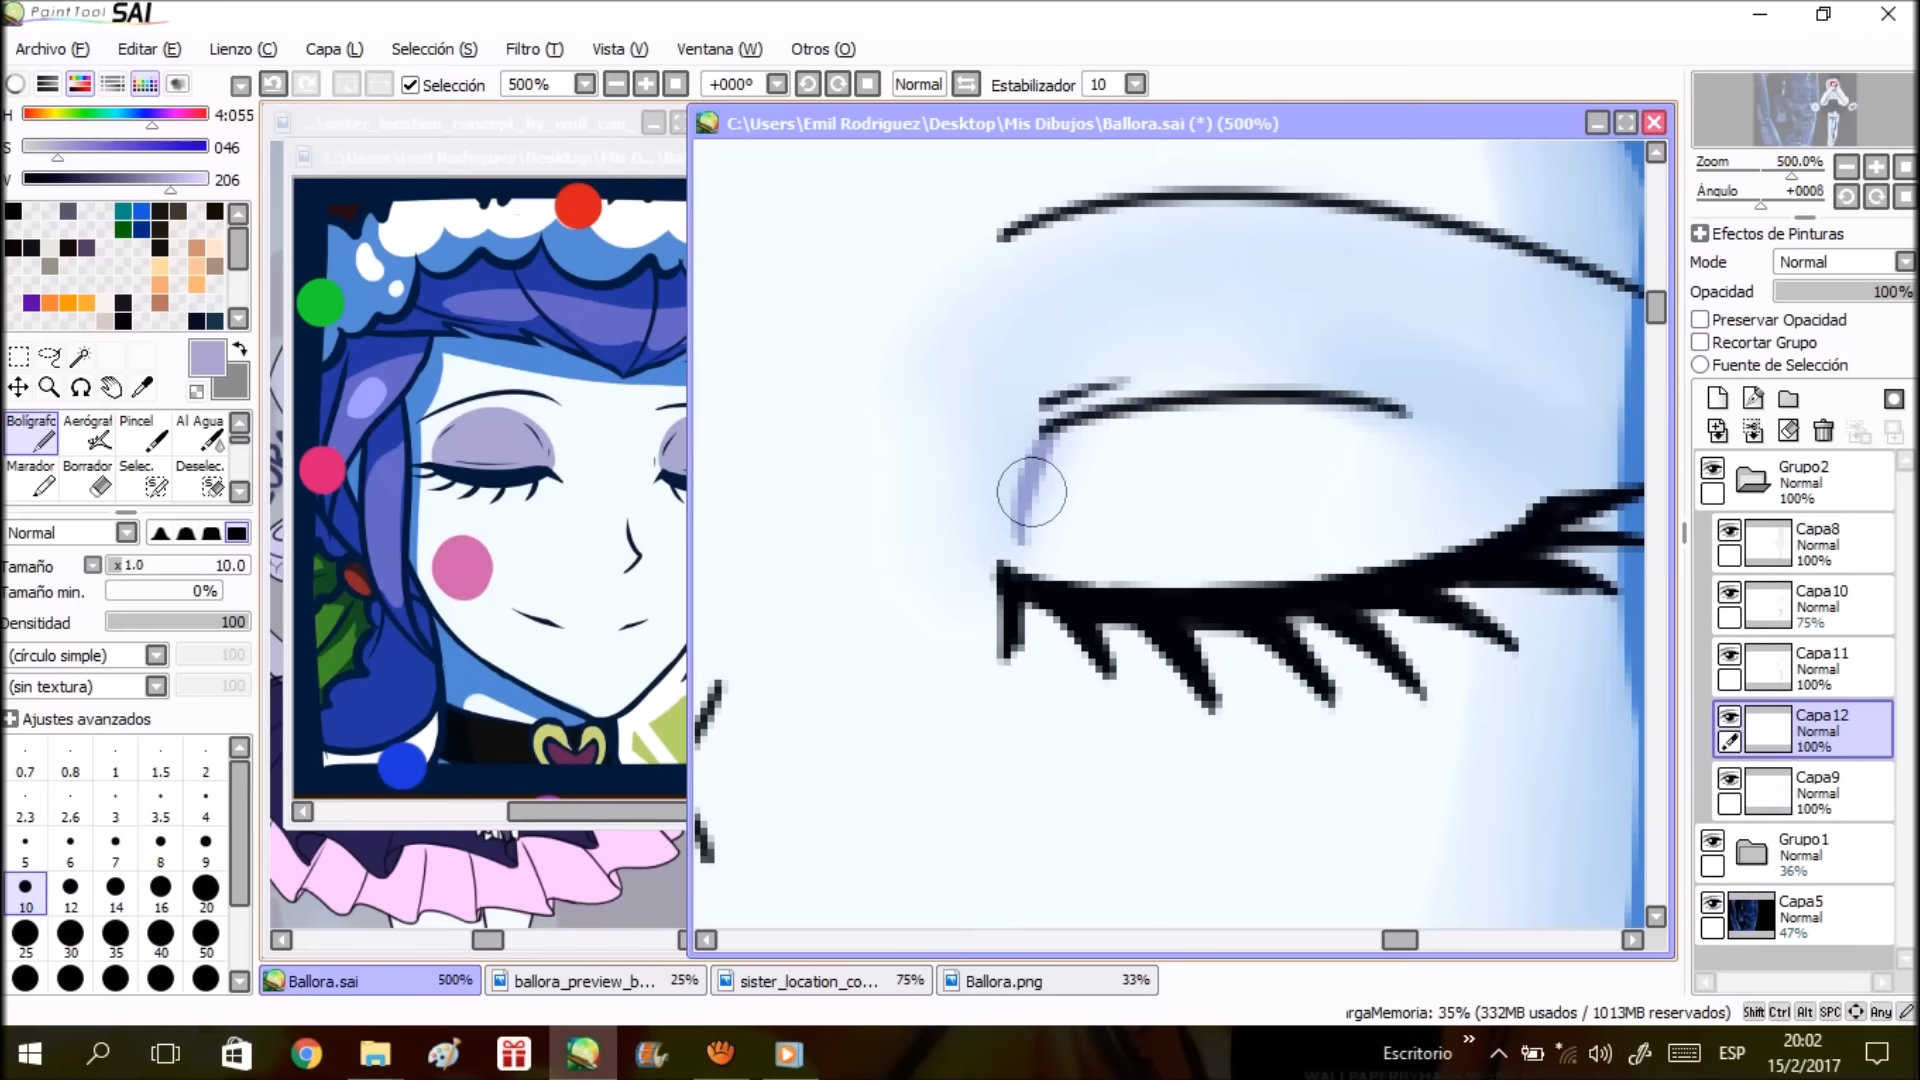 PaintTool SAI
Archivo (F) Editar (E) Lienzo (C) Capa (L) Selección (S) Filtro (T) Vista (V) Ventana (W) Otros (O)
Selección 500% +000º Normal Estabilizador 10
H 4:055
S 046
V 206
C:\Users\Emil Rodriguez\Desktop\Mis Dibujos\Ballora.sai (*) (500%)
Zoom 500.0%
Ángulo +000ß
Efectos de Pinturas
Mode Normal
Opacidad 100%
Preservar Opacidad
Recortar Grupo
Fuente de Selección
Bolígrafc Aerógraf Pincel Al Agua
Marador Borrador Selec. Deselec.
Normal
Tamaño x 1.0 10.0
Tamaño min. 0%
Densitidad 100
(círculo simple) 100
(sin textura) 100
Ajustes avanzados
0.7 0.8 1 1.5 2
2.3 2.6 3 3.5 4
5 6 7 8 9
10 12 14 16 20
25 30 35 40 50
Grupo2
Normal
100%
Capa8
Normal
100%
Capa10
Normal
75%
Capa11
Normal
100%
Capa12
Normal
100%
Capa9
Normal
100%
Grupo1
Normal
36%
Capa5
Normal
47%
Ballora.sai 500% ballora_preview_b... 25% sister_location_co... 75% Ballora.png 33%
rgaMemoria: 35% (332MB usados / 1013MB reservados) Shift Ctrl Alt SPC Any
Escritorio » ESP
20:02
15/2/2017